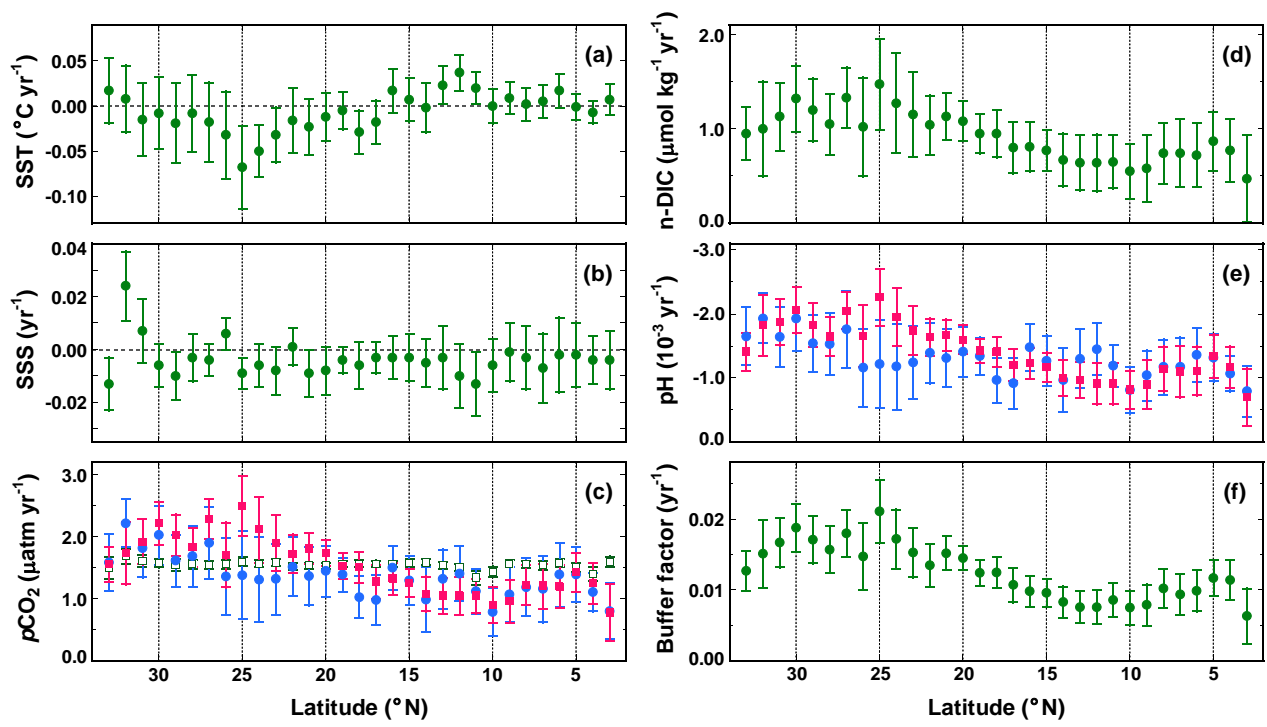 (a)
SST (°C yr⁻¹)
0.05
0.00
-0.05
-0.10
(b)
SSS (yr⁻¹)
0.04
0.02
0.00
-0.02
(c)
pCO₂ (µatm yr⁻¹)
3.0
2.0
1.0
0.0
30 25 20 15 10 5
Latitude (°N)
(d)
n-DIC (µmol kg⁻¹ yr⁻¹)
2.0
1.0
0.0
(e)
pH (10⁻³ yr⁻¹)
-3.0
-2.0
-1.0
0.0
(f)
Buffer factor (yr⁻¹)
0.02
0.01
0.00
30 25 20 15 10 5
Latitude (°N)